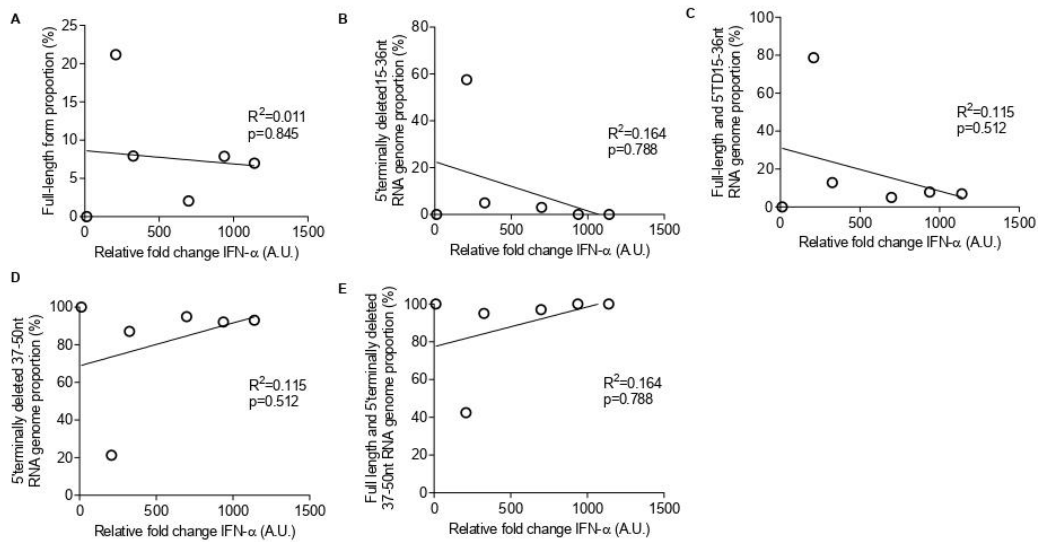 A
Full-length form proportion (%)
25
20
15
10
5
0
0 500 1000 1500
Relative fold change IFN-α (A.U.)
R²=0.011
p=0.845
B
5'terminally deleted15-36nt
RNA genome proportion (%)
80
60
40
20
0
0 500 1000 1500
Relative fold change IFN-α (A.U.)
R²=0.164
p=0.788
C
Full-length and 5'TD15-36nt
RNA genome proportion (%)
100
80
60
40
20
0
0 500 1000 1500
Relative fold change IFN-α (A.U.)
R²=0.115
p=0.512
D
5'terminally deleted 37-50nt
RNA genome proportion (%)
100
80
60
40
20
0
0 500 1000 1500
Relative fold change IFN-α (A.U.)
R²=0.115
p=0.512
E
Full length and 5'terminally deleted
37-50nt RNA genome proportion (%)
100
80
60
40
20
0
0 500 1000 1500
Relative fold change IFN-α (A.U.)
R²=0.164
p=0.788